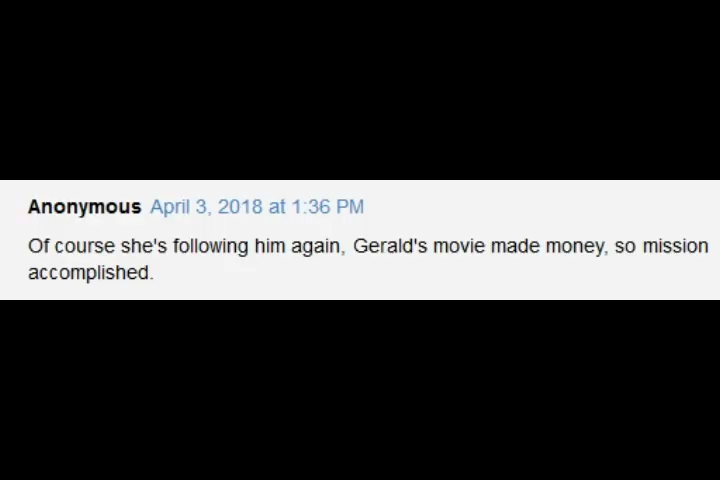 Anonymous April 3, 2018 at 1:36 PM
Of course she's following him again, Gerald's movie made money, so mission
accomplished.